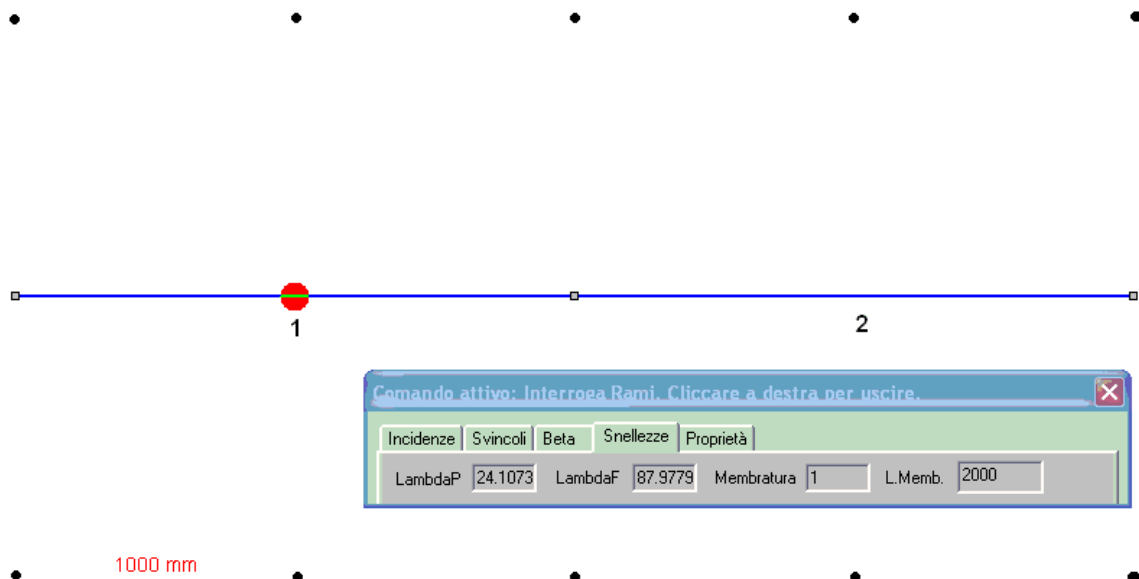 1
2
Comando attivo: Interroga Rami. Cliccare a destra per uscire.
Incidenze Svincoli Beta Snellezze Proprietà
LambdaP 24.1073 LambdaF 87.9779 Membratura 1 L.Memb. 2000
1000 mm